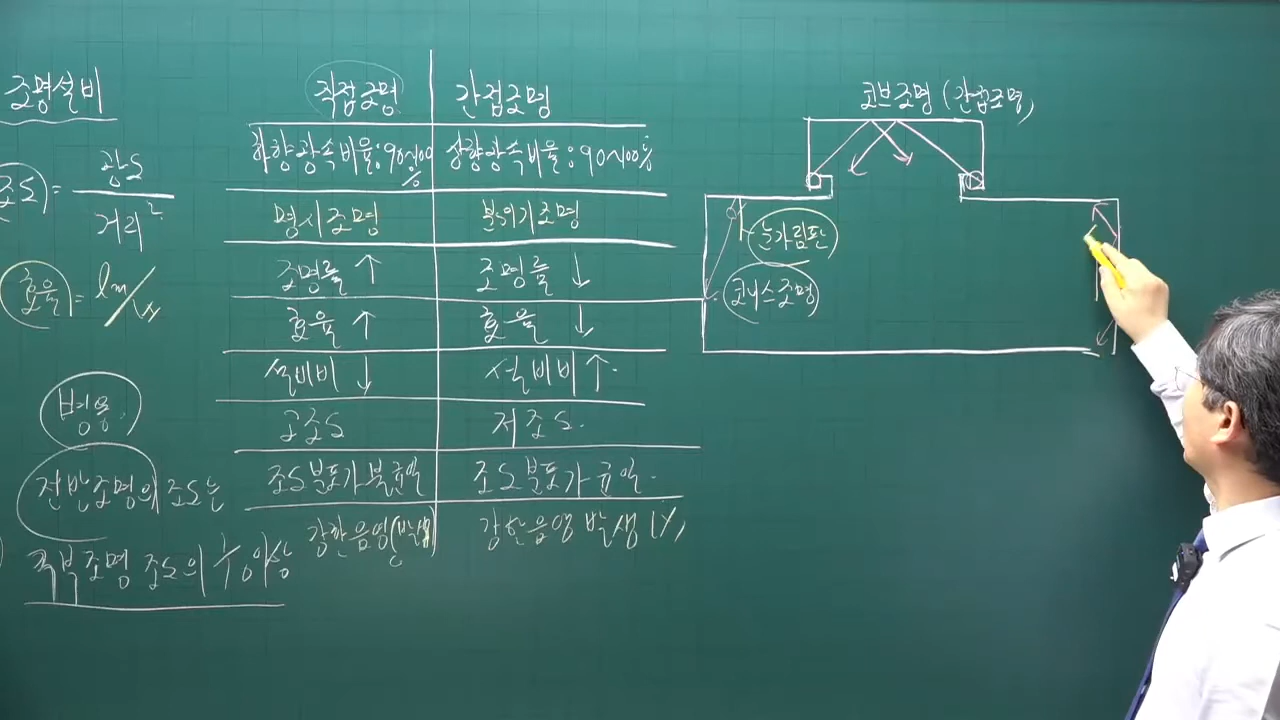 조명설비
조도 = 광도 / 거리²
효율 = lm/W
병용
전반조명의 조도는
국부조명 조도의 1/10이상
직접조명 간접조명
하향광속비율:90~100% 상향광속비율:90~100%
명시조명 분위기조명
조명률↑ 조명률↓
효율↑ 효율↓
설비비↓ 설비비↑
고조도 저조도
조도분포가 불균일 조도분포가 균일
강한음영(발생) 강한음영 발생
코브조명(간접조명)
눈가림판
코니스조명